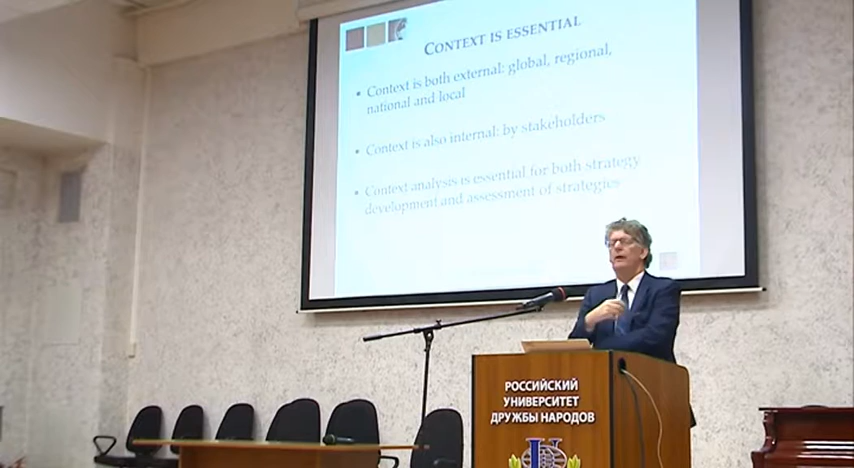 CONTEXT IS ESSENTIAL
▪ Context is both external: global, regional,
national and local
▪ Context is also internal: by stakeholders
▪ Context analysis is essential for both strategy
development and assessment of strategies
РОССИЙСКИЙ
УНИВЕРСИТЕТ
ДРУЖБЫ НАРОДОВ